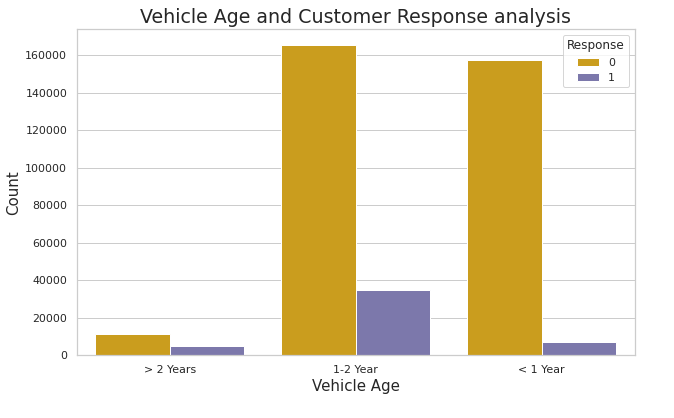 Vehicle Age and Customer Response analysis
Response
0
1
160000
140000
120000
100000
80000
60000
40000
20000
0
Count
> 2 Years
1-2 Year
< 1 Year
Vehicle Age